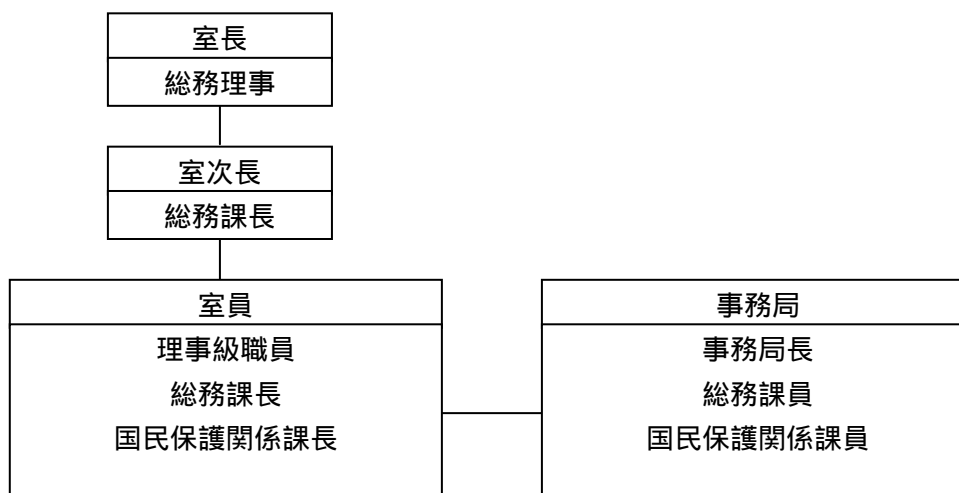 室長
総務理事
室次長
総務課長
室員
理事級職員
総務課長
国民保護関係課長
事務局
事務局長
総務課員
国民保護関係課員